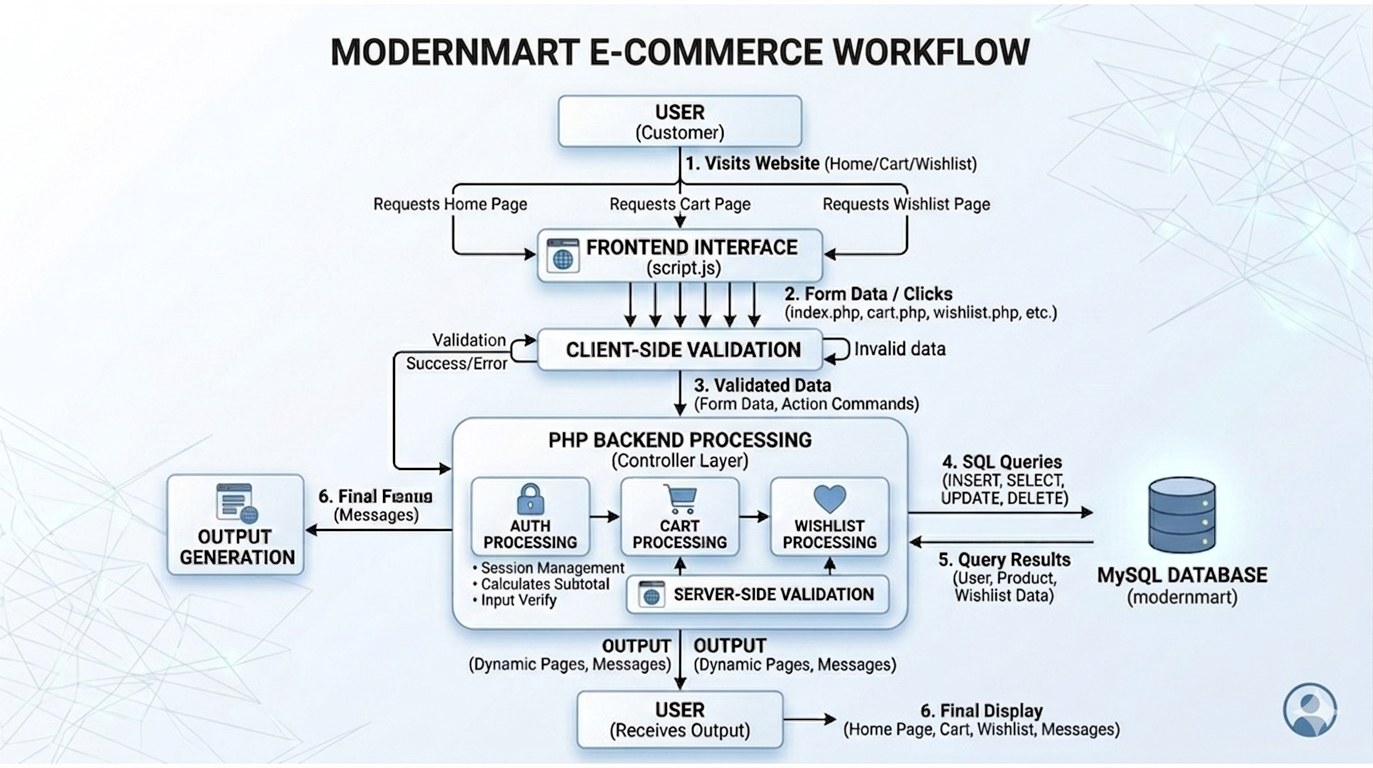 MODERNMART E-COMMERCE WORKFLOW
USER
(Customer)
1. Visits Website (Home/Cart/Wishlist)
Requests Home Page
Requests Cart Page
Requests Wishlist Page
FRONTEND INTERFACE
(script.js)
2. Form Data / Clicks
(index.php, cart.php, wishlist.php, etc.)
Validation
Success/Error
CLIENT-SIDE VALIDATION
Invalid data
3. Validated Data
(Form Data, Action Commands)
PHP BACKEND PROCESSING
(Controller Layer)
AUTH
PROCESSING
CART
PROCESSING
WISHLIST
PROCESSING
• Session Management
• Calculates Subtotal
• Input Verify
SERVER-SIDE VALIDATION
4. SQL Queries
(INSERT, SELECT,
UPDATE, DELETE)
5. Query Results
(User, Product,
Wishlist Data)
MySQL DATABASE
(modernmart)
6. Final
(Messages)
OUTPUT
GENERATION
OUTPUT
(Dynamic Pages, Messages)
OUTPUT
(Dynamic Pages, Messages)
USER
(Receives Output)
6. Final Display
(Home Page, Cart, Wishlist, Messages)